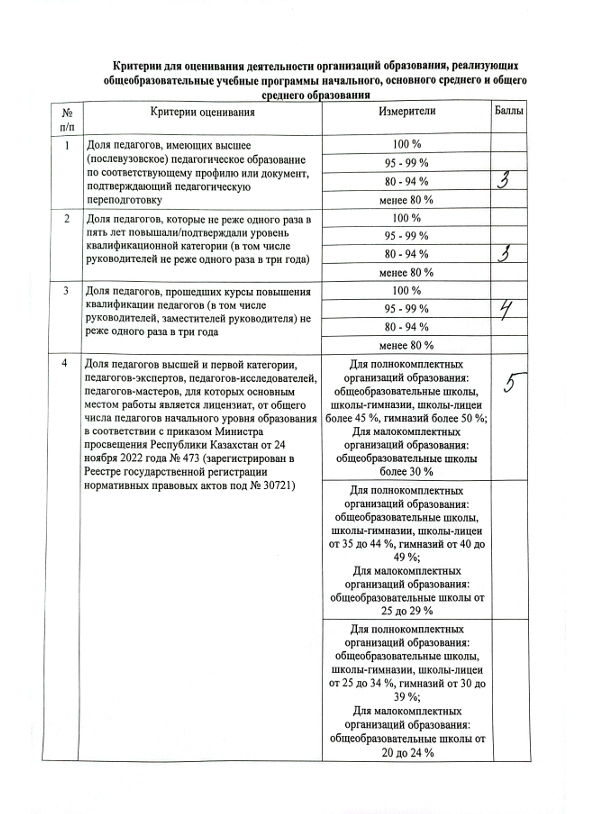 Критерии для оценивания деятельности организаций образования, реализующих
общеобразовательные учебные программы начального, основного среднего и общего
среднего образования
№
п/п
Критерии оценивания
Измерители
Баллы
1
Доля педагогов, имеющих высшее
(послевузовское) педагогическое образование
по соответствующему профилю или документ,
подтверждающий педагогическую
переподготовку
100 %
95 - 99 %
80 - 94 %
3
менее 80 %
2
Доля педагогов, которые не реже одного раза в
пять лет повышали/подтверждали уровень
квалификационной категории (в том числе
руководителей не реже одного раза в три года)
100 %
95 - 99 %
80 - 94 %
3
менее 80 %
3
Доля педагогов, прошедших курсы повышения
квалификации педагогов (в том числе
руководителей, заместителей руководителя) не
реже одного раза в три года
100 %
95 - 99 %
4
80 - 94 %
менее 80 %
4
Доля педагогов высшей и первой категории,
педагогов-экспертов, педагогов-исследователей,
педагогов-мастеров, для которых основным
местом работы является лицензиат, от общего
числа педагогов начального уровня образования
в соответствии с приказом Министра
просвещения Республики Казахстан от 24
ноября 2022 года № 473 (зарегистрирован в
Реестре государственной регистрации
нормативных правовых актов под № 30721)
Для полнокомплектных
организаций образования:
общеобразовательные школы,
школы-гимназии, школы-лицеи
более 45 %, гимназий более 50 %;
Для малокомплектных
организаций образования:
общеобразовательные школы
более 30 %
5
Для полнокомплектных
организаций образования:
общеобразовательные школы,
школы-гимназии, школы-лицеи
от 35 до 44 %, гимназий от 40 до
49 %;
Для малокомплектных
организаций образования:
общеобразовательные школы от
25 до 29 %
Для полнокомплектных
организаций образования:
общеобразовательные школы,
школы-гимназии, школы-лицеи
от 25 до 34 %, гимназий от 30 до
39 %;
Для малокомплектных
организаций образования:
общеобразовательные школы от
20 до 24 %